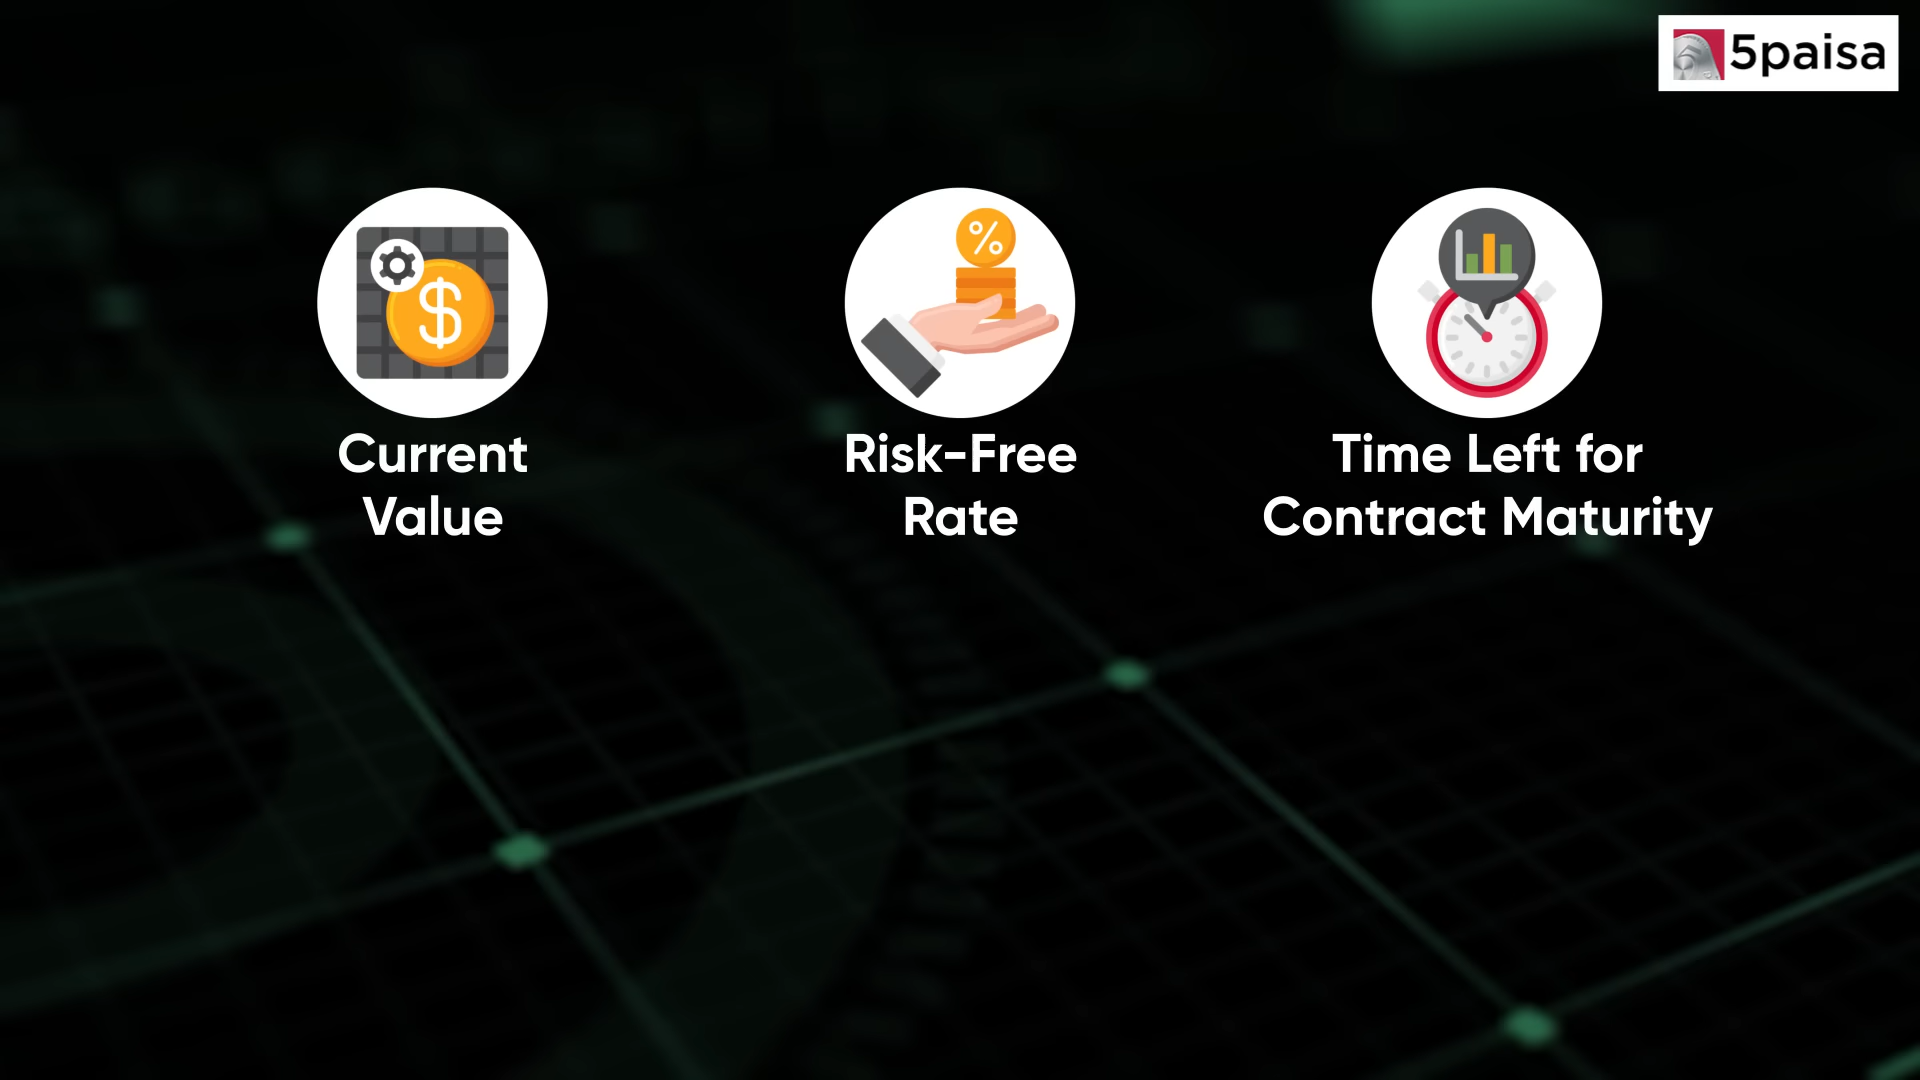 5paisa
Current
Value
Risk-Free
Rate
Time Left for
Contract Maturity